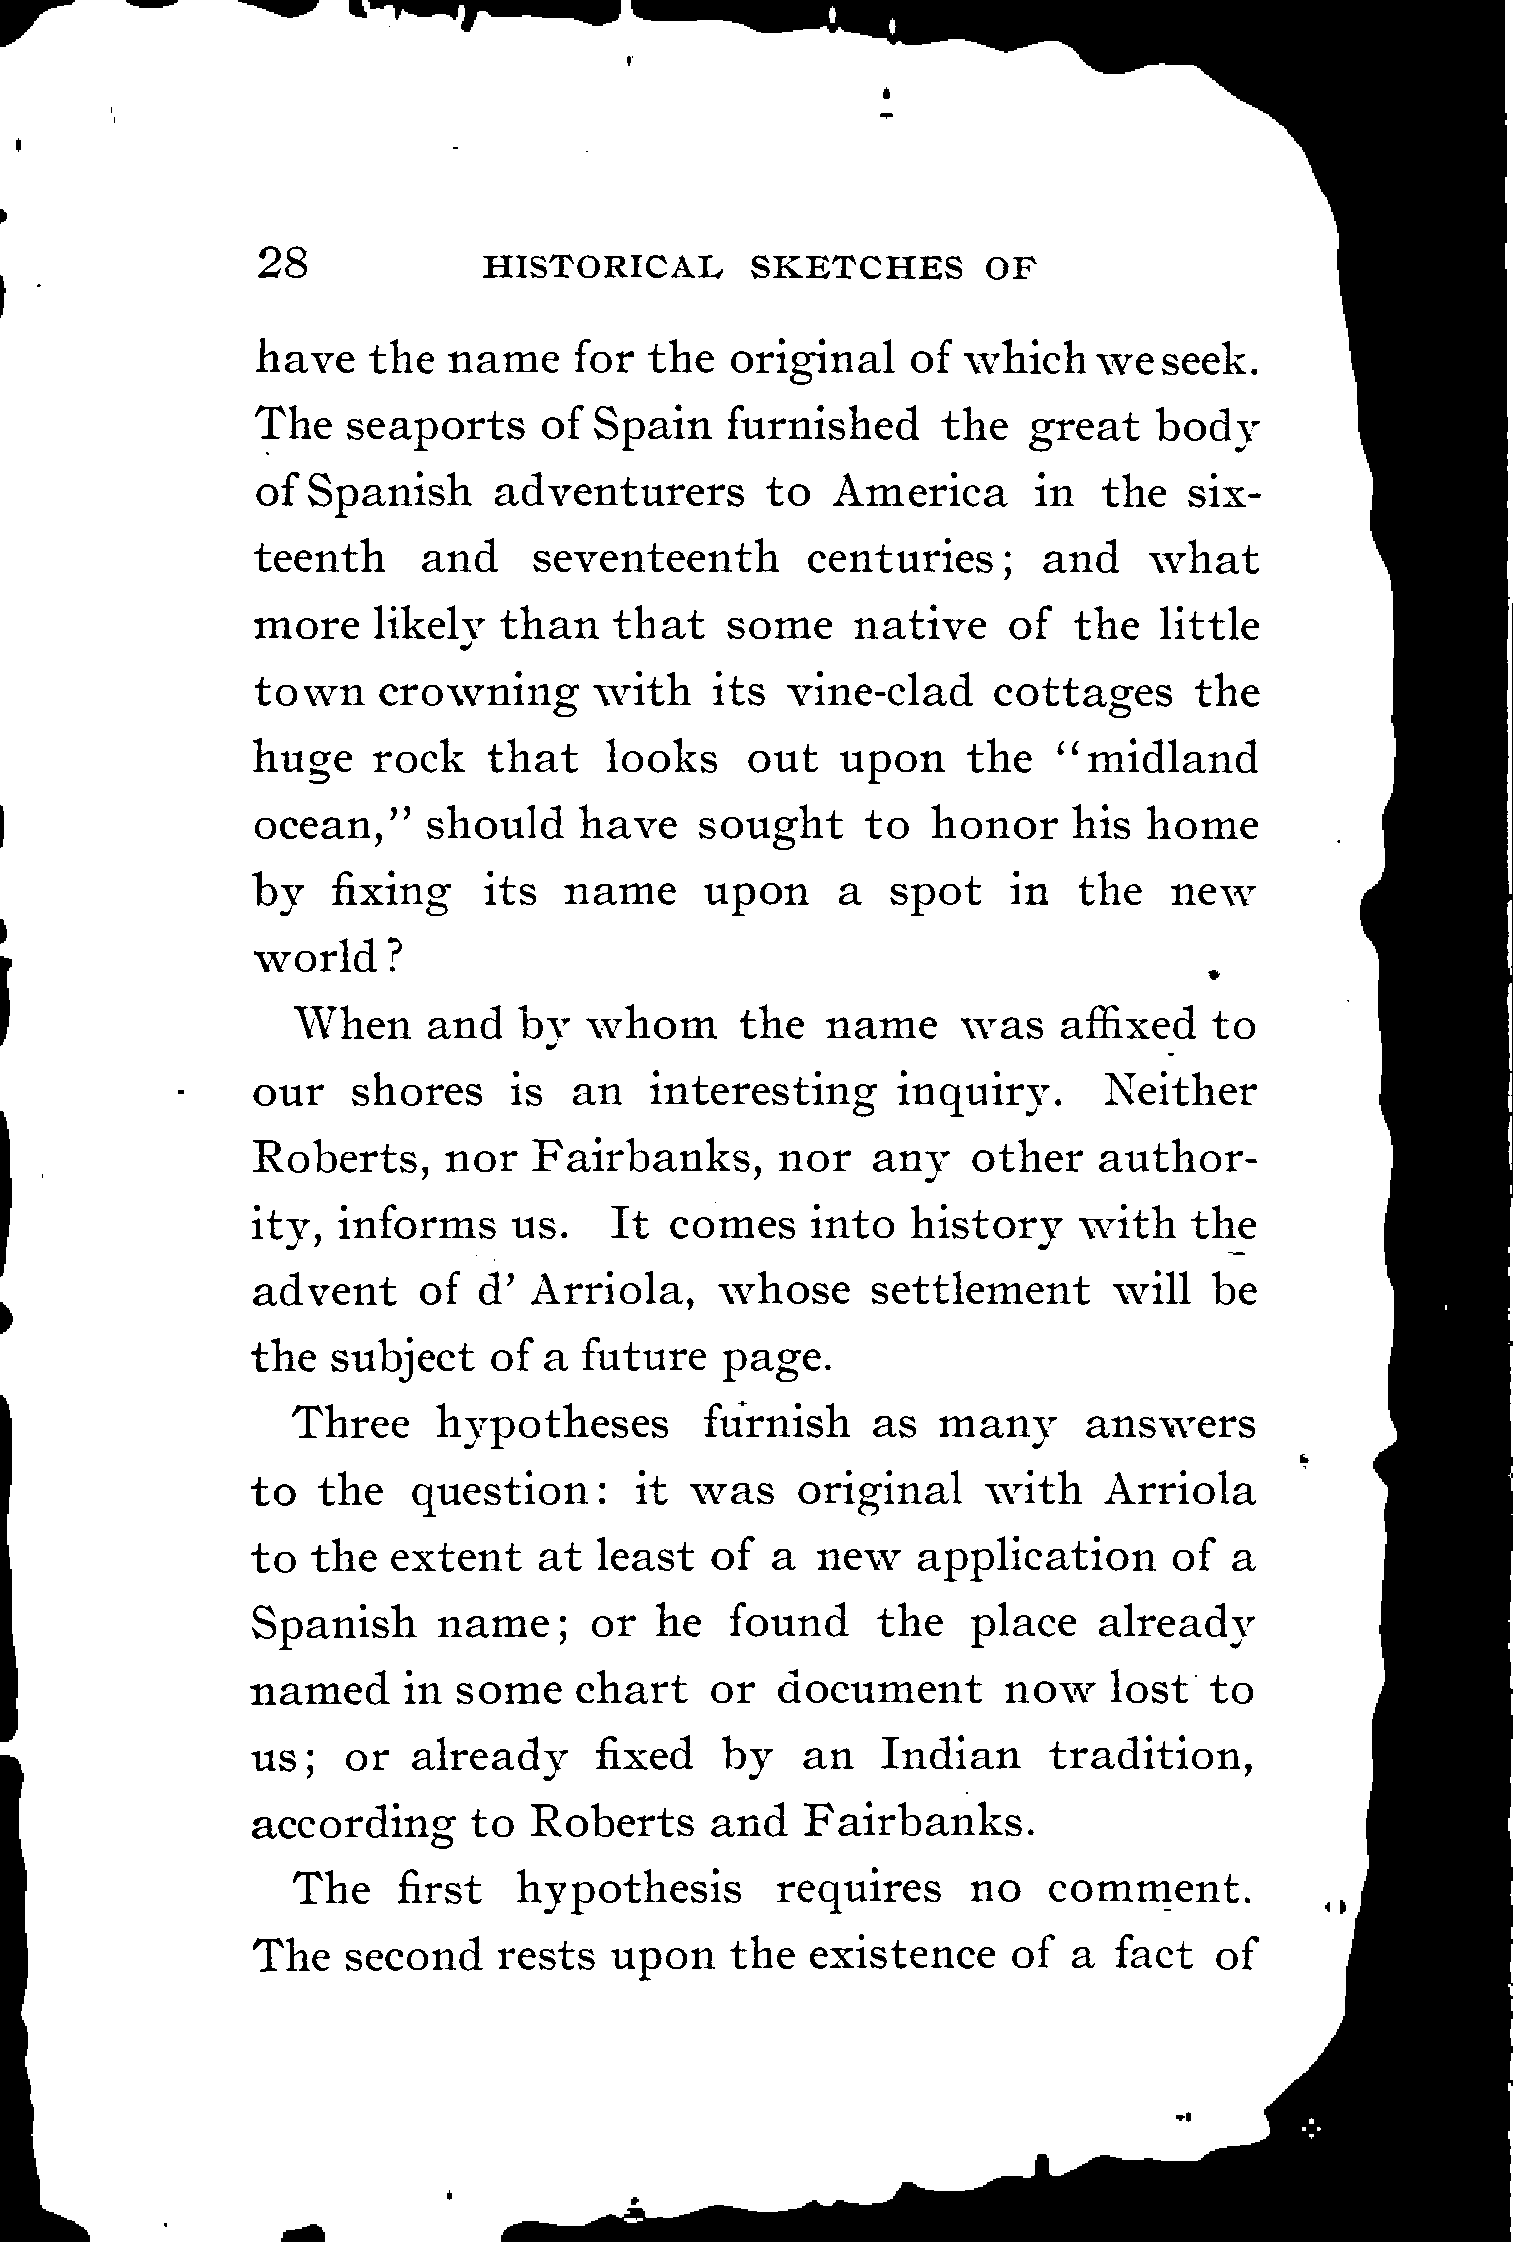 28 HISTORICAL SKETCHES OF
have the name for the original of which we seek.
The seaports of Spain furnished the great body
of Spanish adventurers to America in the six-
teenth and seventeenth centuries; and what
more likely than that some native of the little
town crowning with its vine-clad cottages the
huge rock that looks out upon the "midland
ocean," should have sought to honor his home
by fixing its name upon a spot in the new
world?
When and by whom the name was affixed to
our shores is an interesting inquiry. Neither
Roberts, nor Fairbanks, nor any other author-
ity, informs us. It comes into history with the
advent of d' Arriola, whose settlement will be
the subject of a future page.
Three hypotheses furnish as many answers
to the question: it was original with Arriola
to the extent at least of a new application of a
Spanish name; or he found the place already
named in some chart or document now lost to
us; or already fixed by an Indian tradition,
according to Roberts and Fairbanks.
The first hypothesis requires no comment.
The second rests upon the existence of a fact of